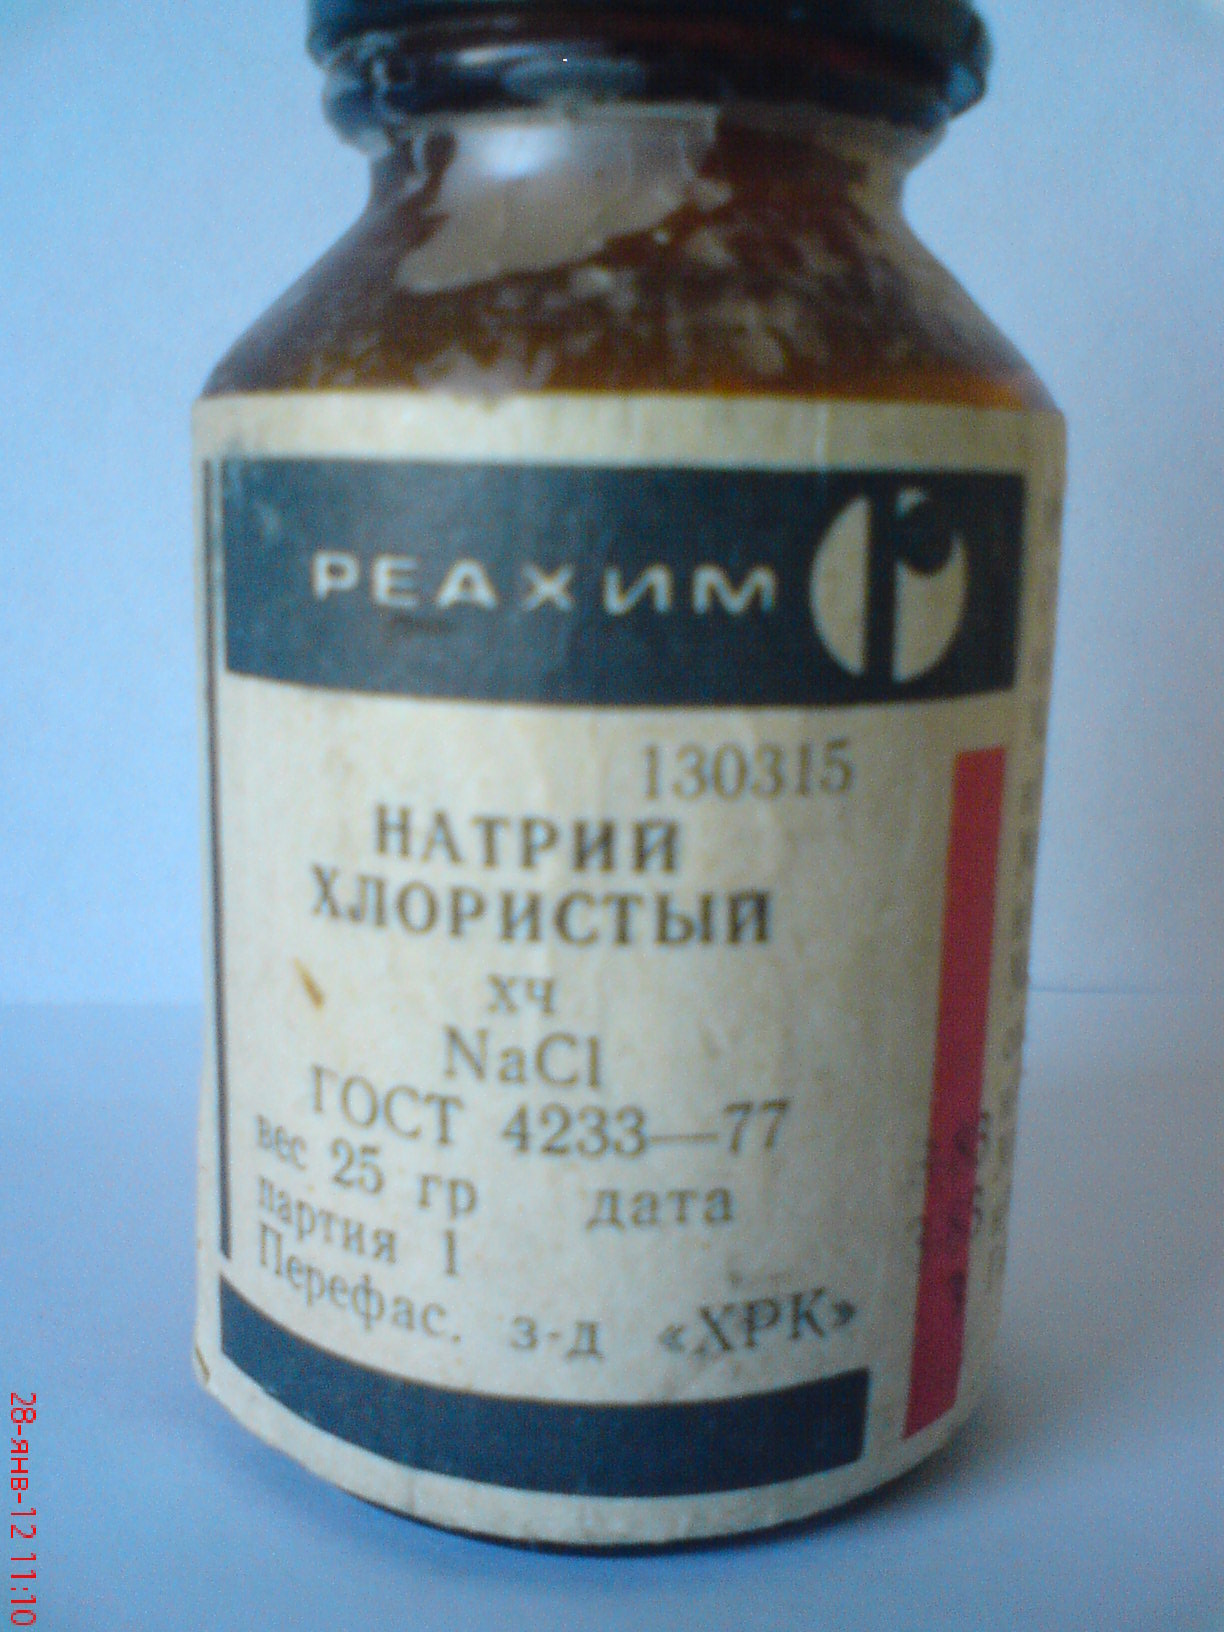 РЕАХИМ
130315
НАТРИЙ
ХЛОРИСТЫЙ
хч
NaCl
ГОСТ 4233—77
вес 25 гр дата
партия 1
Перефас. з-д «ХРК»
28-янв-12 11:10